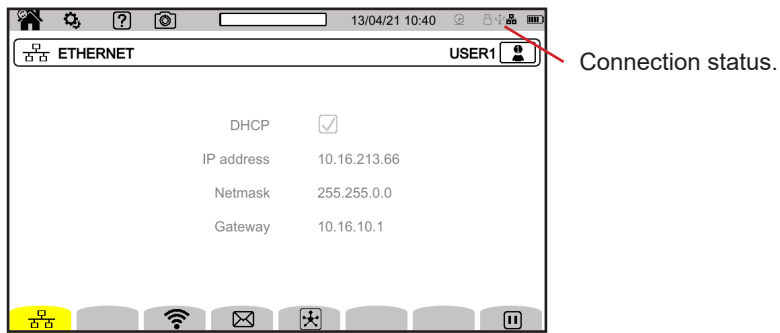 ? 13/04/21 10:40
ETHERNET USER1
Connection status.
DHCP
IP address 10.16.213.66
Netmask 255.255.0.0
Gateway 10.16.10.1